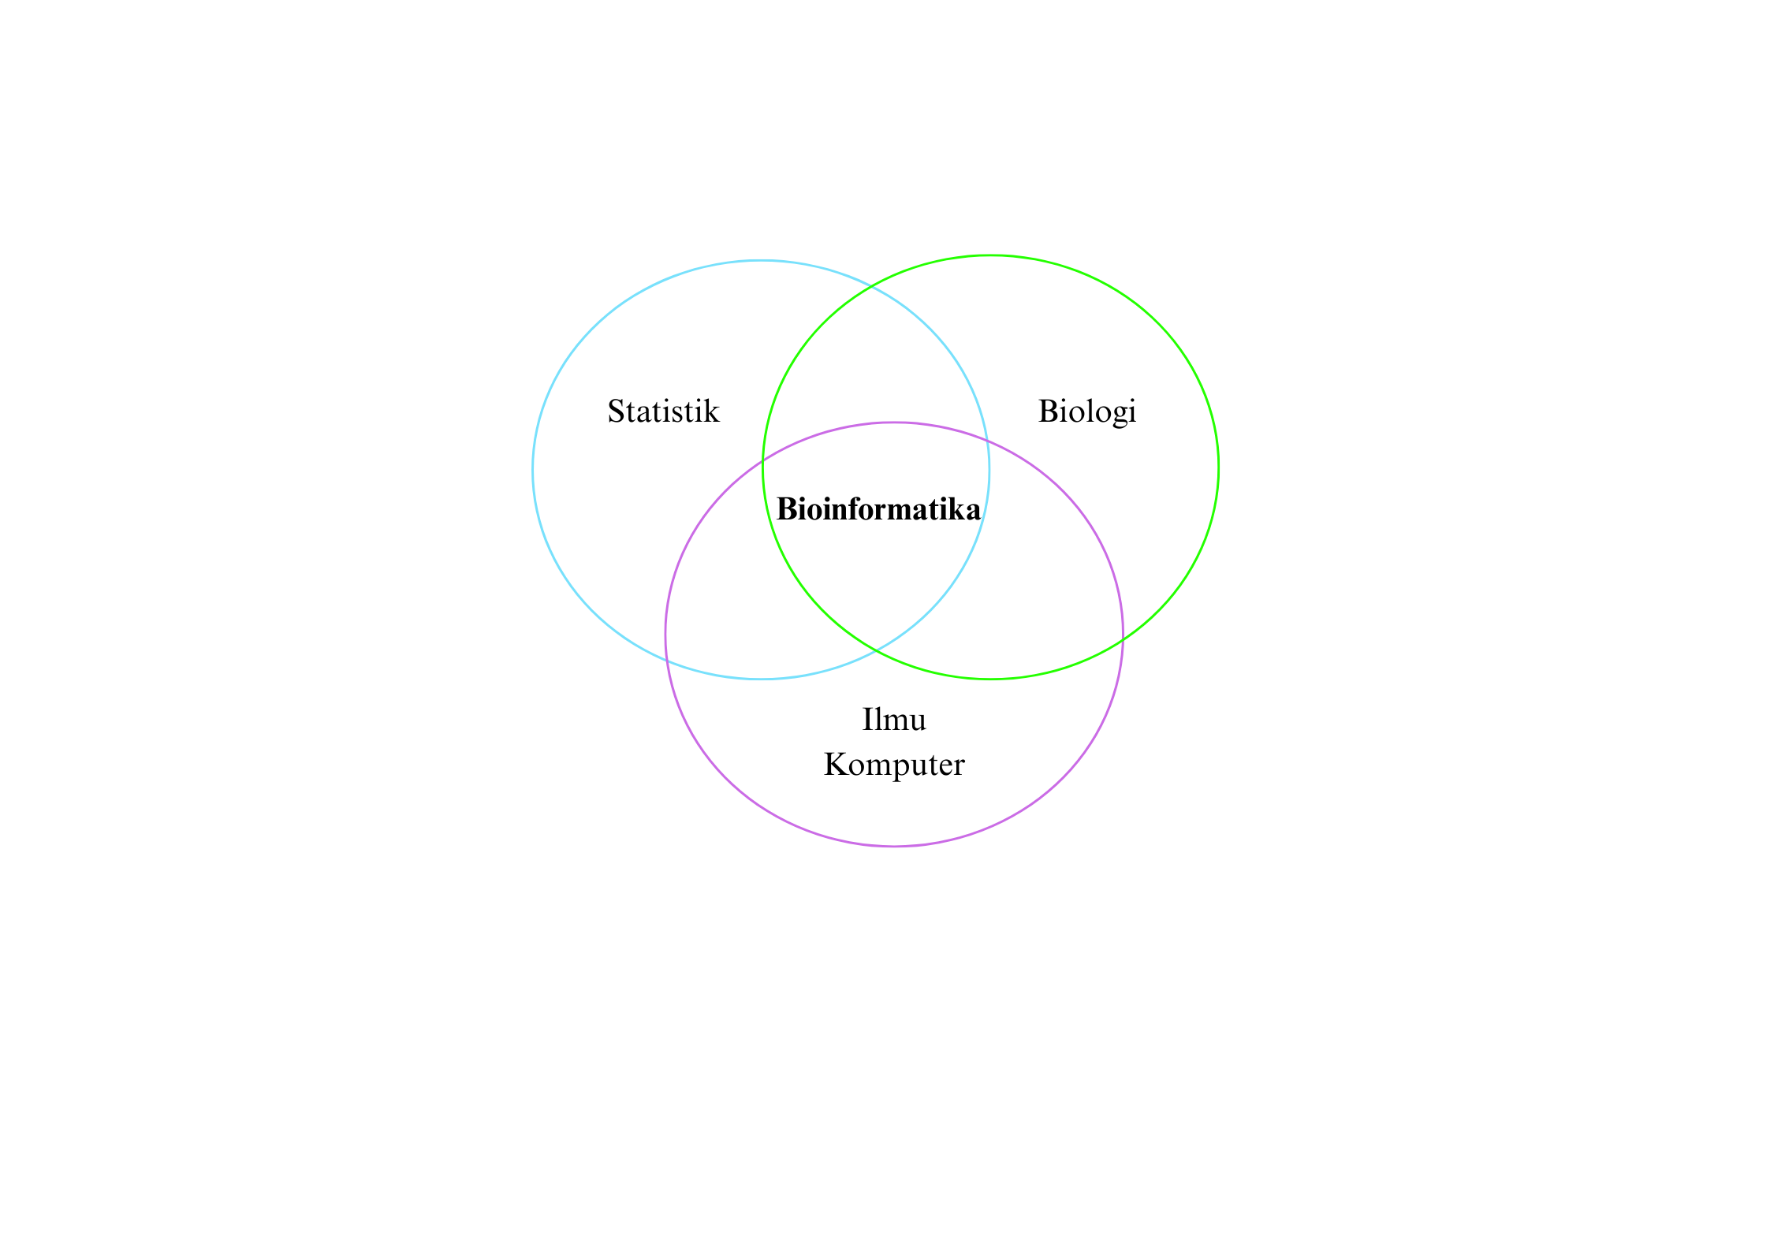 Statistik
Biologi
Bioinformatika
Ilmu
Komputer